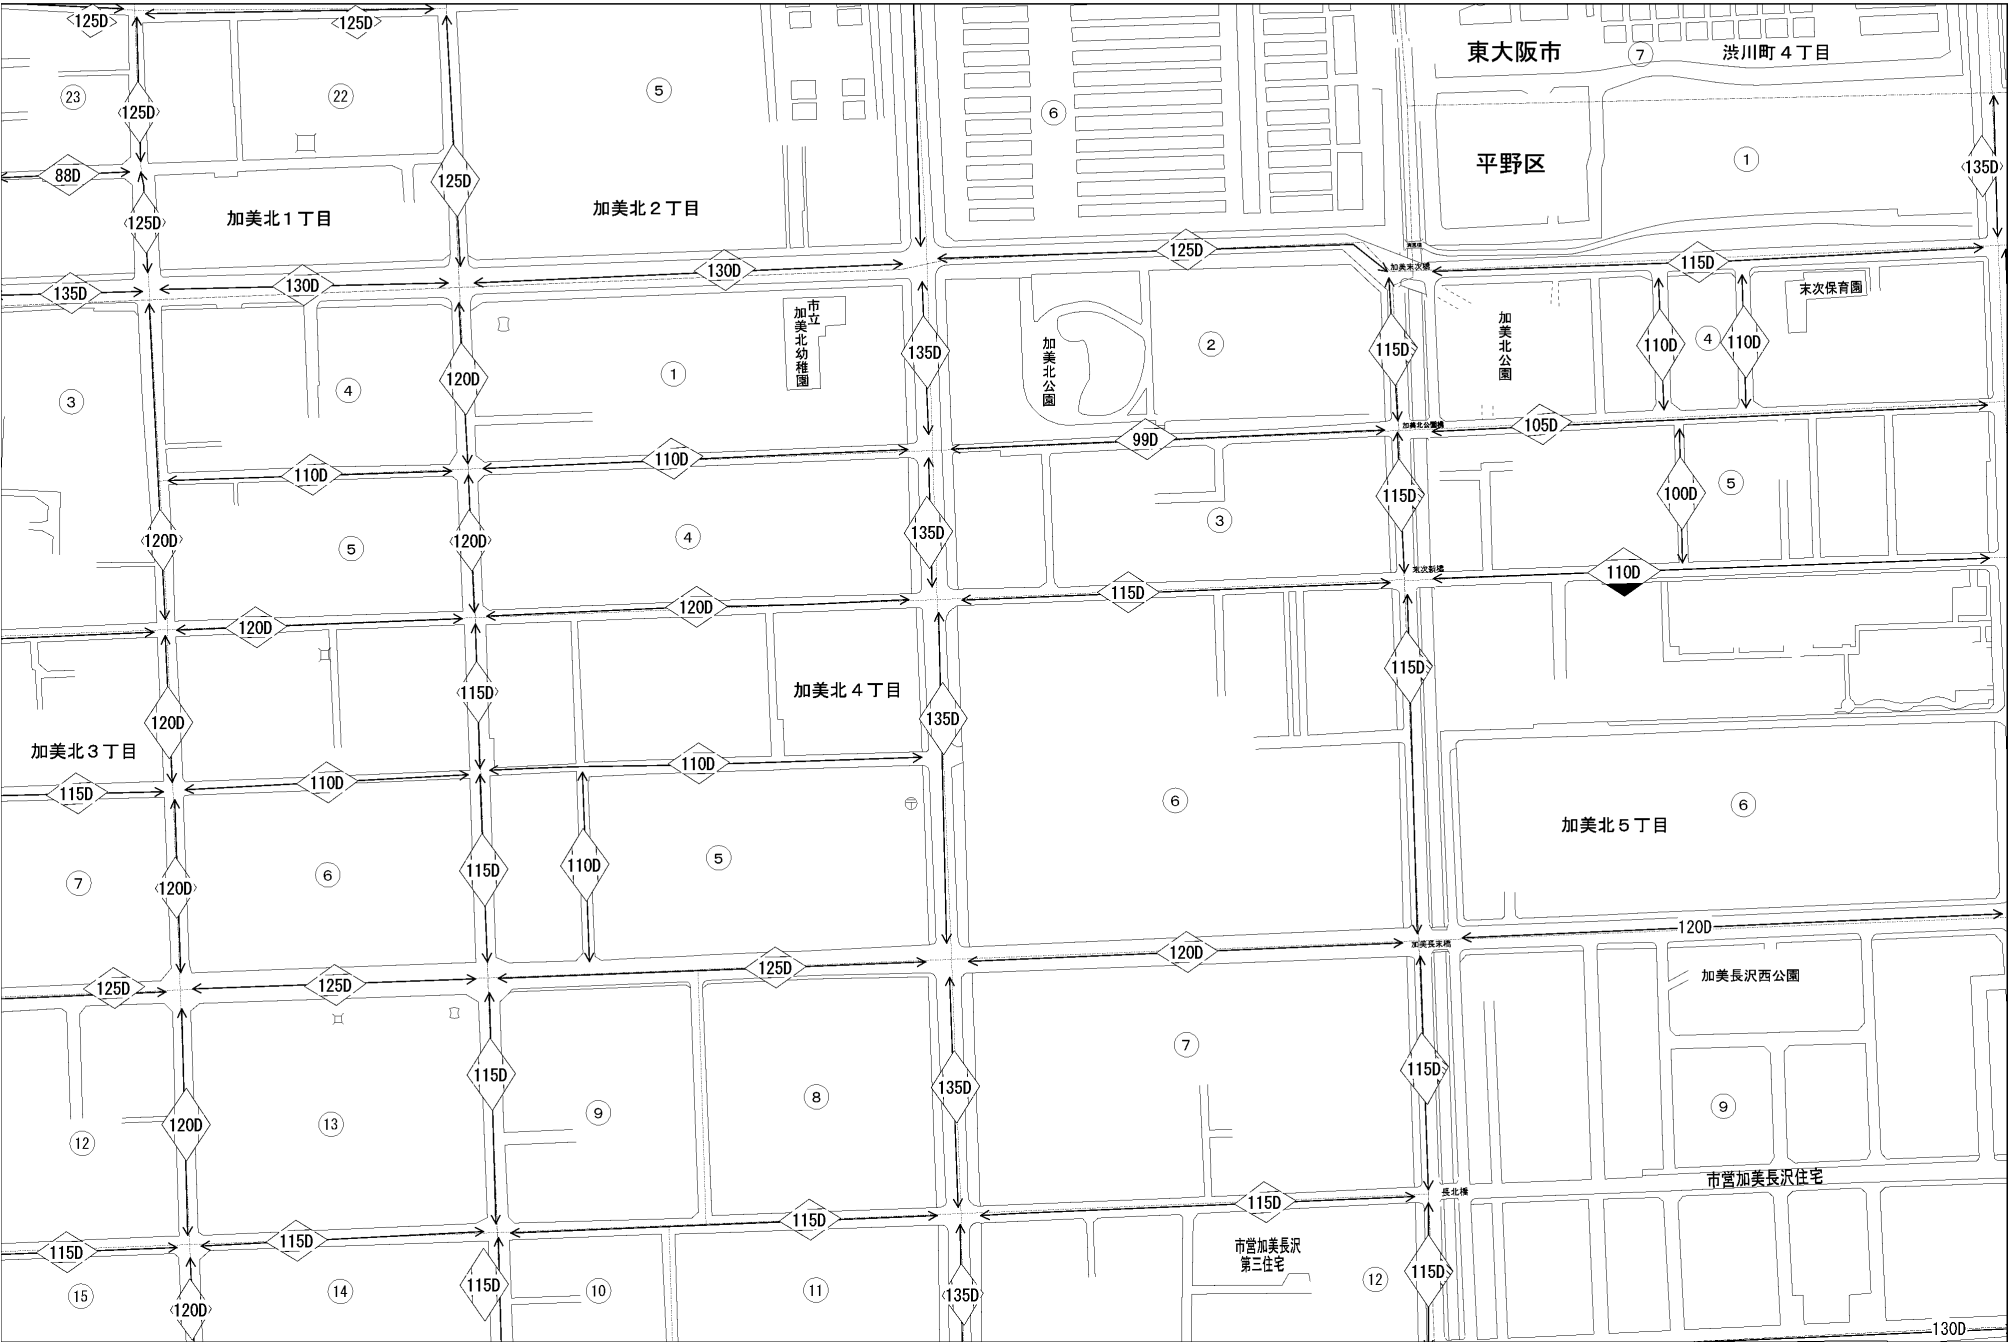 125D
125D
東大阪市
⑦
渋川町４丁目
㉓
125D
㉒
⑤
⑥
88D
125D
125D
平野区
①
135D
加美北１丁目
加美北２丁目
135D
130D
130D
125D
加美末次橋
115D
市立
加美北幼稚園
末次保育園
③
④
120D
①
135D
加美北公園
②
115D
加美北公園
110D
④
110D
110D
110D
99D
加美北公園橋
105D
120D
⑤
120D
④
135D
③
115D
100D
⑤
120D
120D
115D
末次新橋
110D
加美北３丁目
120D
115D
加美北４丁目
135D
115D
115D
110D
110D
⑦
120D
⑥
115D
110D
⑤
〒
⑥
加美北５丁目
⑥
125D
125D
125D
120D
加美長末橋
120D
加美長沢西公園
⑫
120D
⑬
115D
⑨
⑧
135D
⑦
115D
⑨
市営加美長沢住宅
115D
115D
115D
115D
長北橋
⑮
120D
⑭
115D
⑩
⑪
135D
市営加美長沢
第三住宅
⑫
115D
130D